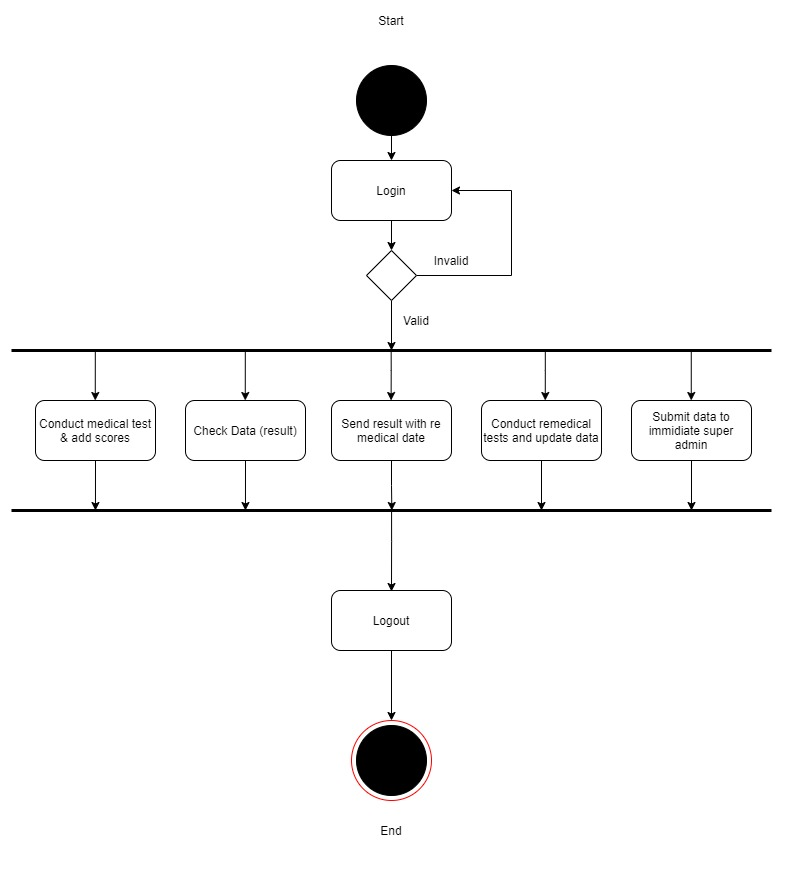 Start
Login
Invalid
Valid
Conduct medical test
& add scores
Check Data (result)
Send result with re
medical date
Conduct remedical
tests and update data
Submit data to
immidiate super
admin
Logout
End